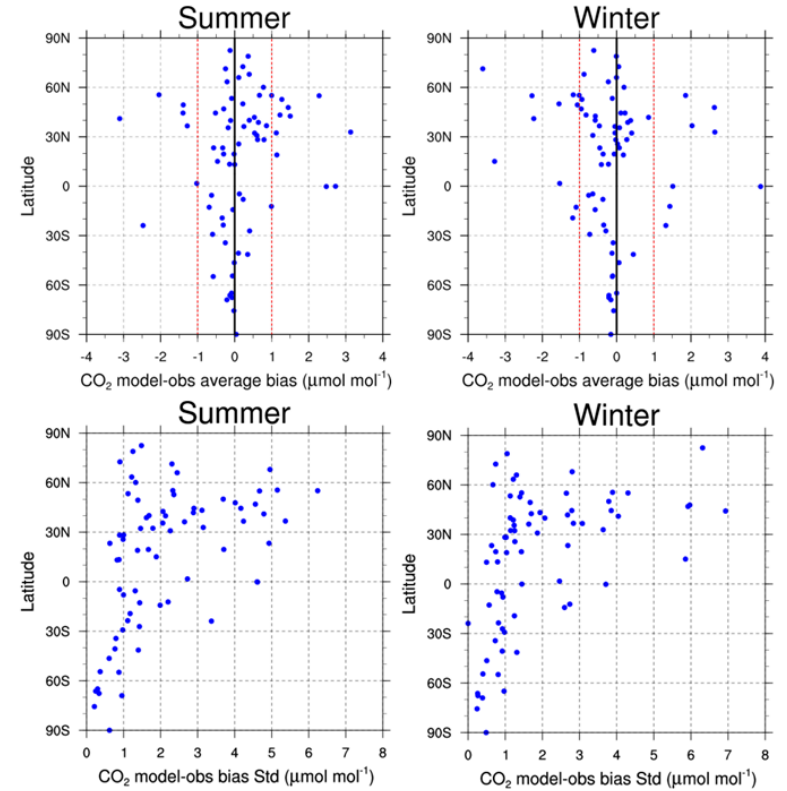 Summer
Winter
90N
60N
30N
0
30S
60S
90S
Latitude
-4 -3 -2 -1 0 1 2 3 4
CO2 model-obs average bias (μmol mol-1)
90N
60N
30N
0
30S
60S
90S
Latitude
-4 -3 -2 -1 0 1 2 3 4
CO2 model-obs average bias (μmol mol-1)
Summer
Winter
90N
60N
30N
0
30S
60S
90S
Latitude
0 1 2 3 4 5 6 7 8
CO2 model-obs bias Std (μmol mol-1)
90N
60N
30N
0
30S
60S
90S
Latitude
0 1 2 3 4 5 6 7 8
CO2 model-obs bias Std (μmol mol-1)